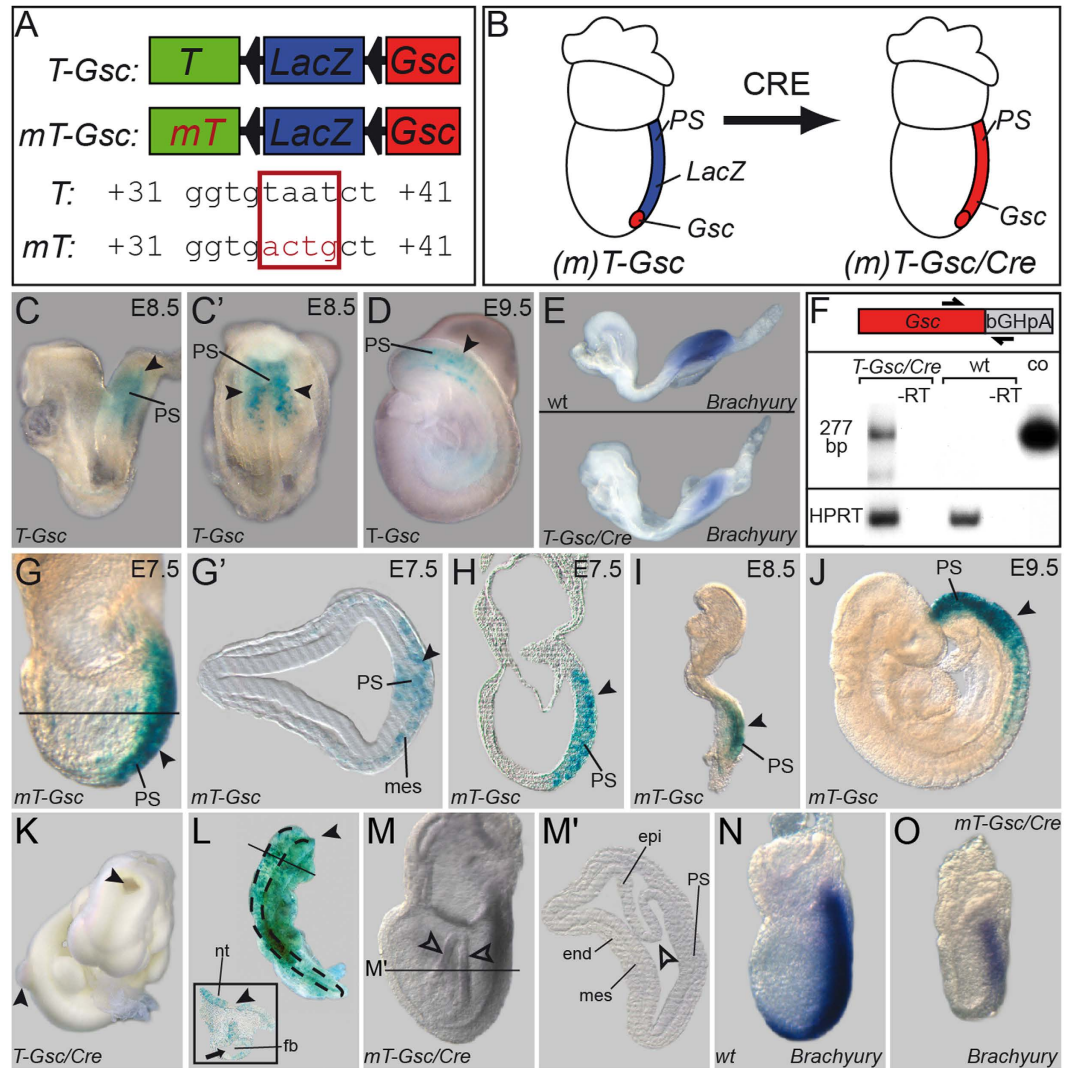 A
T-Gsc: T LacZ Gsc
mT-Gsc: mT LacZ Gsc
T: +31 ggtgtaatct +41
mT: +31 ggtgactgct +41
B
CRE
PS
LacZ
Gsc
(m)T-Gsc
PS
Gsc
(m)T-Gsc/Cre
C E8.5
PS
T-Gsc
C' E8.5
PS
T-Gsc
D E9.5
PS
T-Gsc
E
wt Brachyury
T-Gsc/Cre Brachyury
F
Gsc bGHpA
T-Gsc/Cre wt co
-RT -RT
277
bp
HPRT
G E7.5
PS
mT-Gsc
G' E7.5
PS
mes
mT-Gsc
H E7.5
PS
mT-Gsc
I E8.5
PS
mT-Gsc
J PS E9.5
mT-Gsc
K
T-Gsc/Cre
L
nt
fb
M
M'
mT-Gsc/Cre
M'
epi
PS
end
mes
N
wt Brachyury
O mT-Gsc/Cre
Brachyury